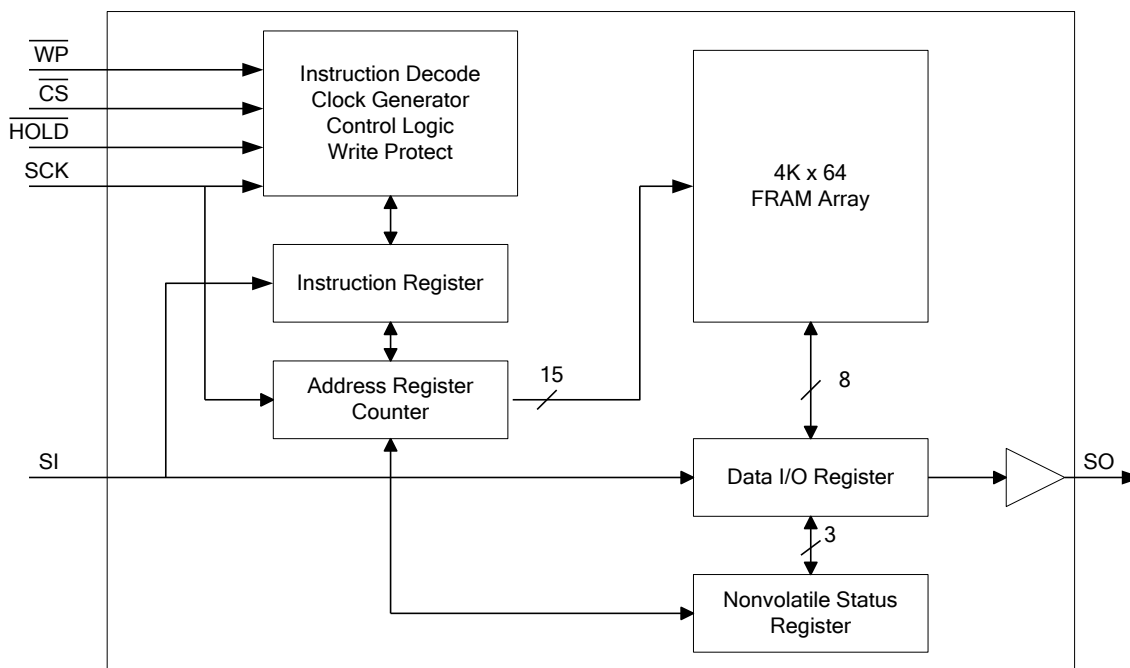 WP
CS
HOLD
SCK
Instruction Decode
Clock Generator
Control Logic
Write Protect
4K x 64
FRAM Array
Instruction Register
Address Register
Counter
15
8
SI
Data I/O Register
SO
3
Nonvolatile Status
Register